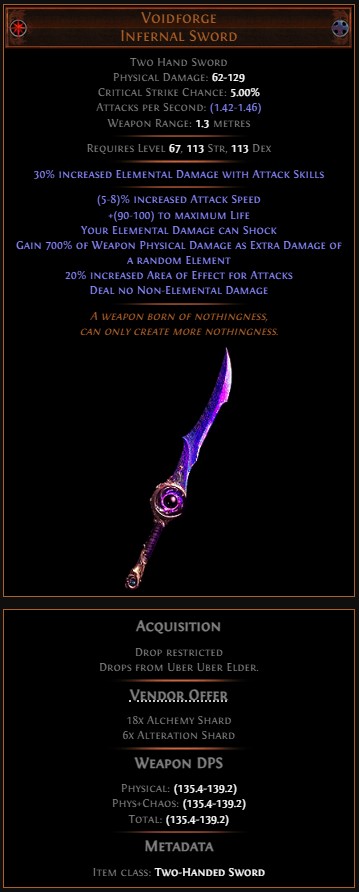 Voidforge
Infernal Sword
Two Hand Sword
Physical Damage: 62-129
Critical Strike Chance: 5.00%
Attacks per Second: (1.42-1.46)
Weapon Range: 1.3 metres
Requires Level 67, 113 Str, 113 Dex
30% increased Elemental Damage with Attack Skills
(5-8)% increased Attack Speed
+(90-100) to maximum Life
Your Elemental Damage can Shock
Gain 700% of Weapon Physical Damage as Extra Damage of
a random Element
20% increased Area of Effect for Attacks
Deal no Non-Elemental Damage
A weapon born of nothingness,
can only create more nothingness.
Acquisition
Drop restricted
Drops from Uber Uber Elder.
Vendor Offer
18x Alchemy Shard
6x Alteration Shard
Weapon DPS
Physical: (135.4-139.2)
Phys+Chaos: (135.4-139.2)
Total: (135.4-139.2)
Metadata
Item class: Two-Handed Sword